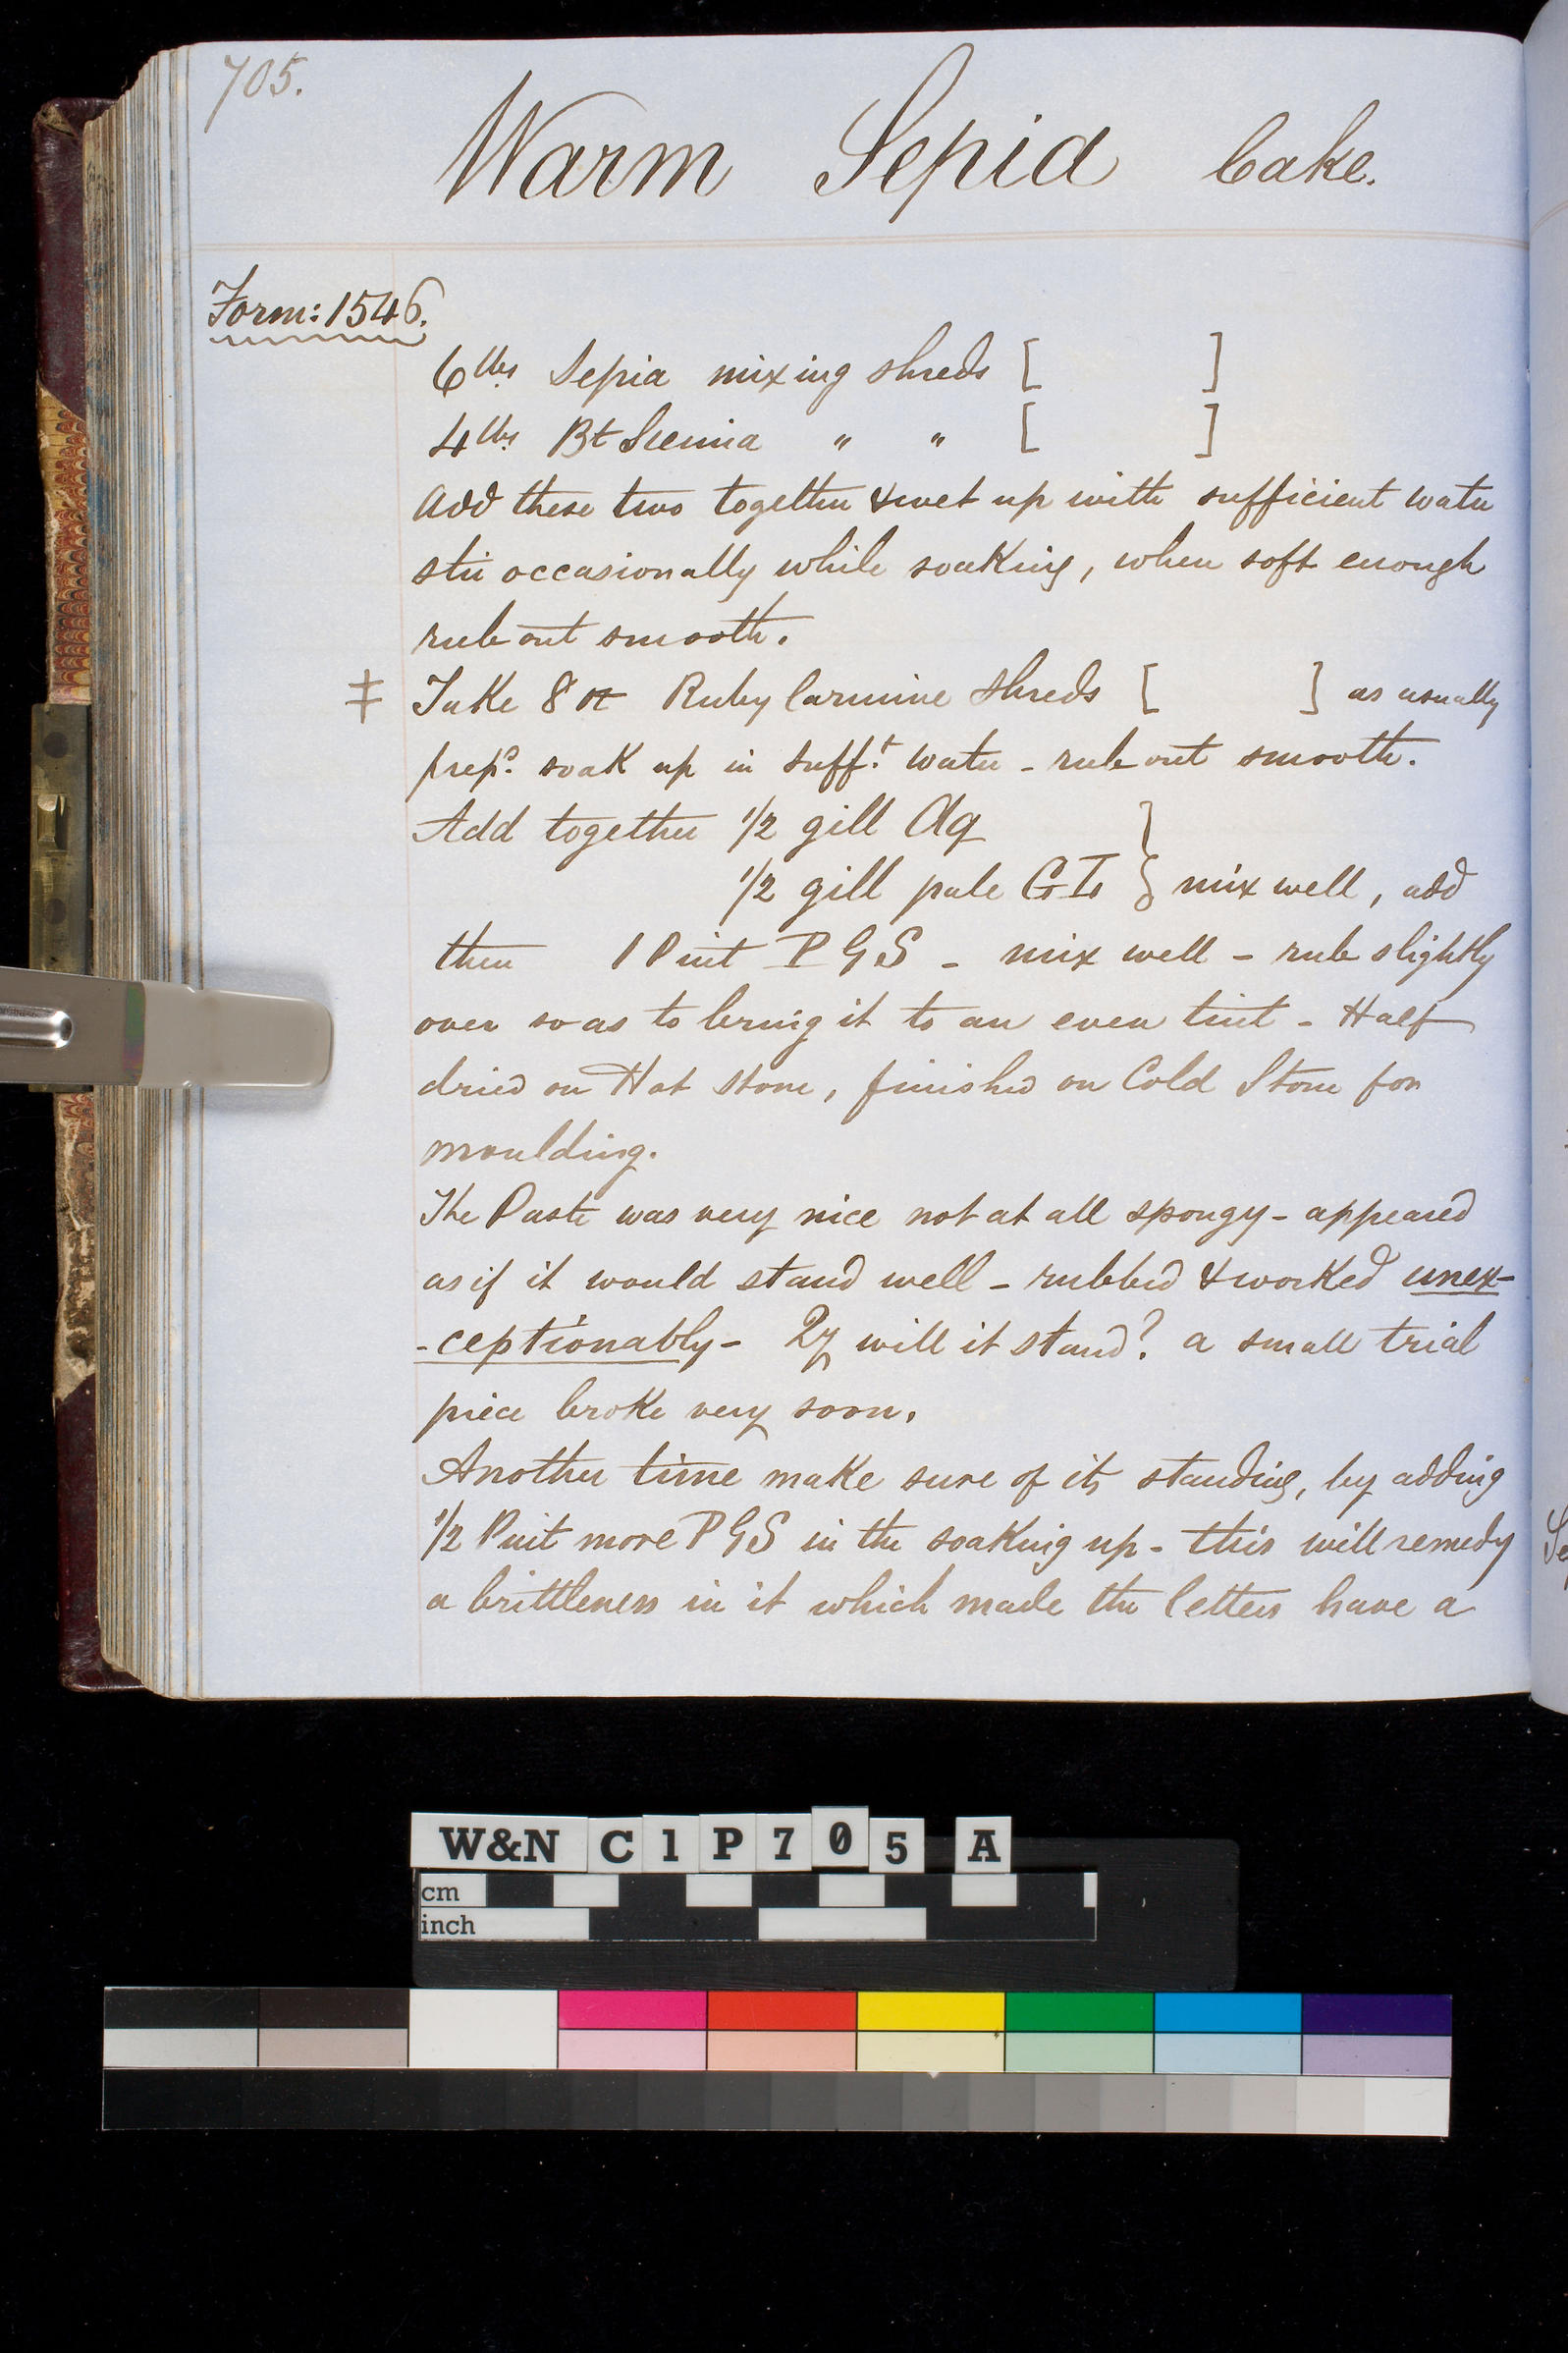 705.
Warm Sepia Cake.
Form: 1546.
6 lbs. Sepia mixing shreds [ ]
4 lbs. Bt Sienna " " [ ]
Add these two together & wet up with sufficient water
stir occasionally while soaking, when soft enough
rub out smooth.
‡ Take 8 oz Ruby Carmine Shreds [ ] as usually
prepd. soak up in Sufft. water - rub out smooth.
Add together 1/2 gill Aq
1/2 gill pale G I } mix well, add
then 1 Pint P G S - mix well - rub slightly
over so as to bring it to an even tint - Half
dried on Hot Stone, finished on Cold Stone for
moulding.
The Paste was very nice not at all spongy - appeared
as if it would stand well - rubbed & worked unex-
-ceptionably - Qy will it stand? a small trial
piece broke very soon.
Another time make sure of its standing, by adding
1/2 Pint more P G S in the soaking up - this will remedy
a brittleness in it which made the letters have a
W&N C 1 P 7 0 5 A
cm
inch